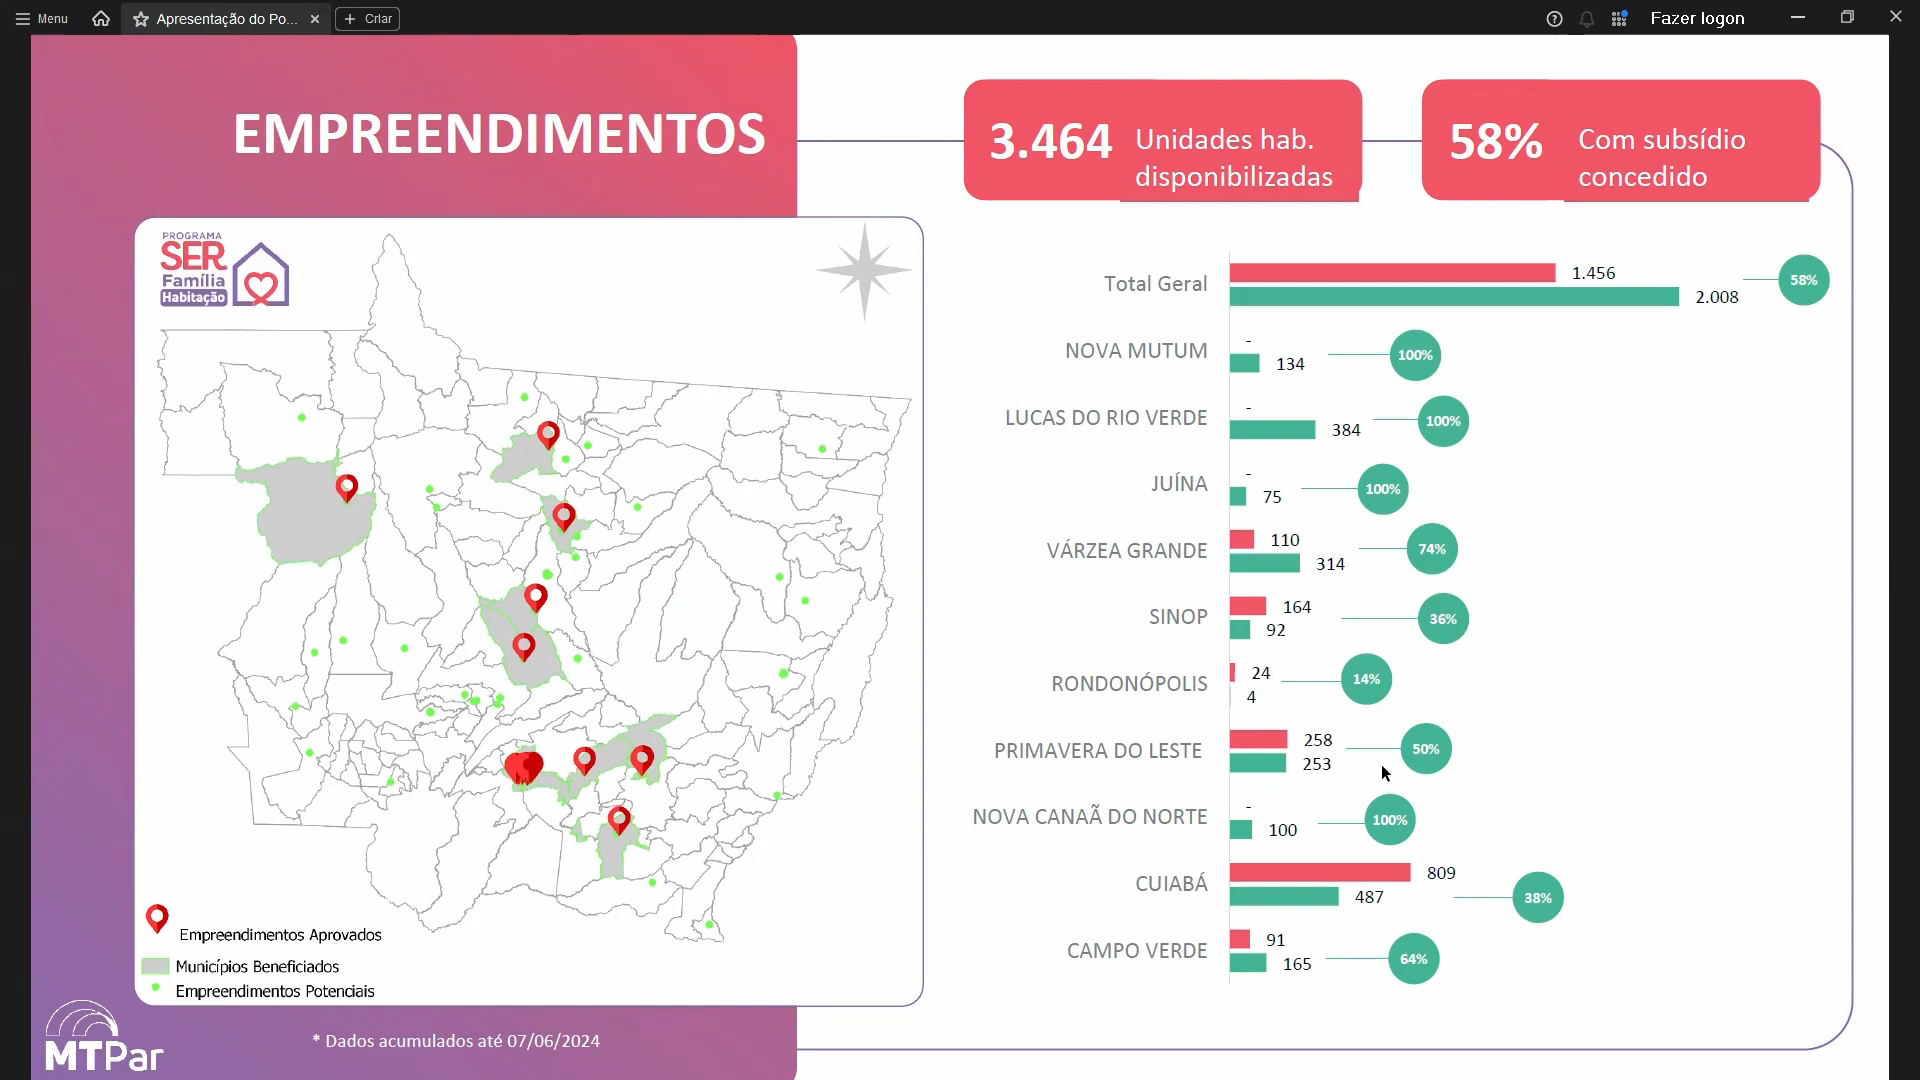 Menu
Apresentação do Po...
Criar
Fazer logon
EMPREENDIMENTOS
3.464 Unidades hab. disponibilizadas
58% Com subsídio concedido
PROGRAMA
SER
Família
Habitação
Total Geral 1.456 2.008 58%
NOVA MUTUM - 134 100%
LUCAS DO RIO VERDE - 384 100%
JUÍNA - 75 100%
VÁRZEA GRANDE 110 314 74%
SINOP 164 92 36%
RONDONÓPOLIS 24 4 14%
PRIMAVERA DO LESTE 258 253 50%
NOVA CANAÃ DO NORTE - 100 100%
CUIABÁ 809 487 38%
CAMPO VERDE 91 165 64%
Empreendimentos Aprovados
Municípios Beneficiados
Empreendimentos Potenciais
* Dados acumulados até 07/06/2024
MTPar